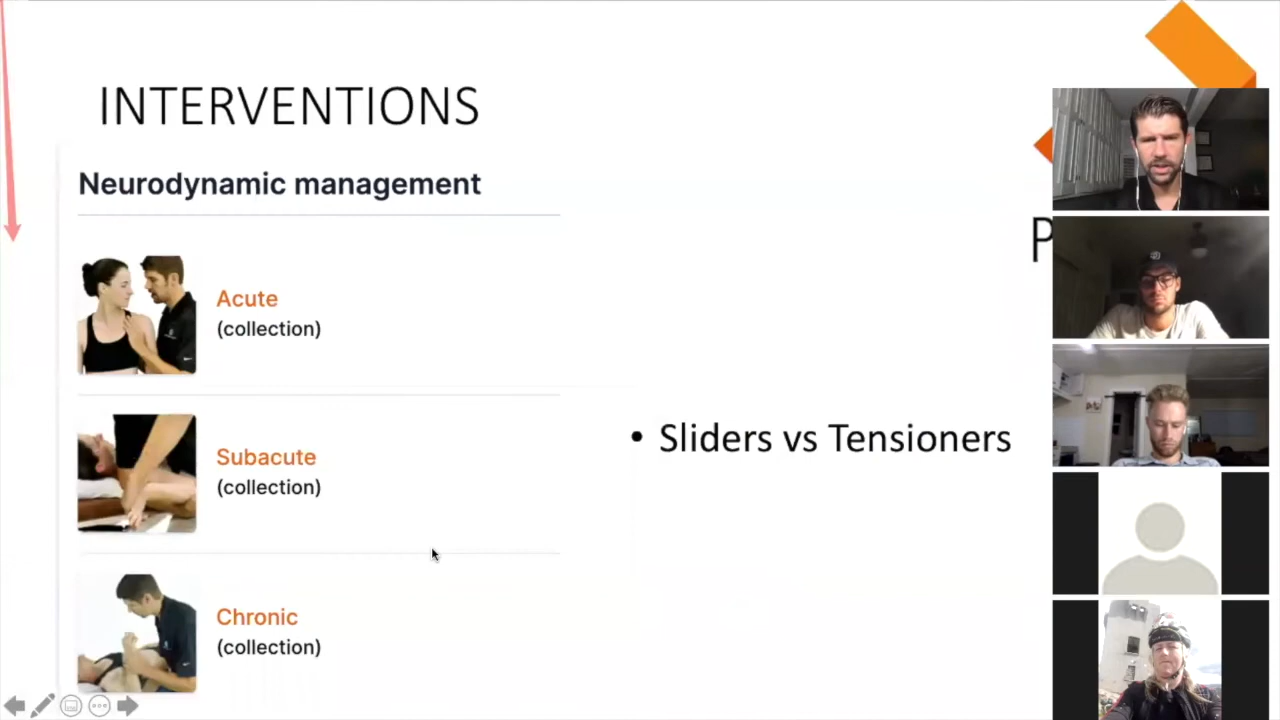 INTERVENTIONS
Neurodynamic management
Acute
(collection)
Subacute
(collection)
Chronic
(collection)
• Sliders vs Tensioners
P